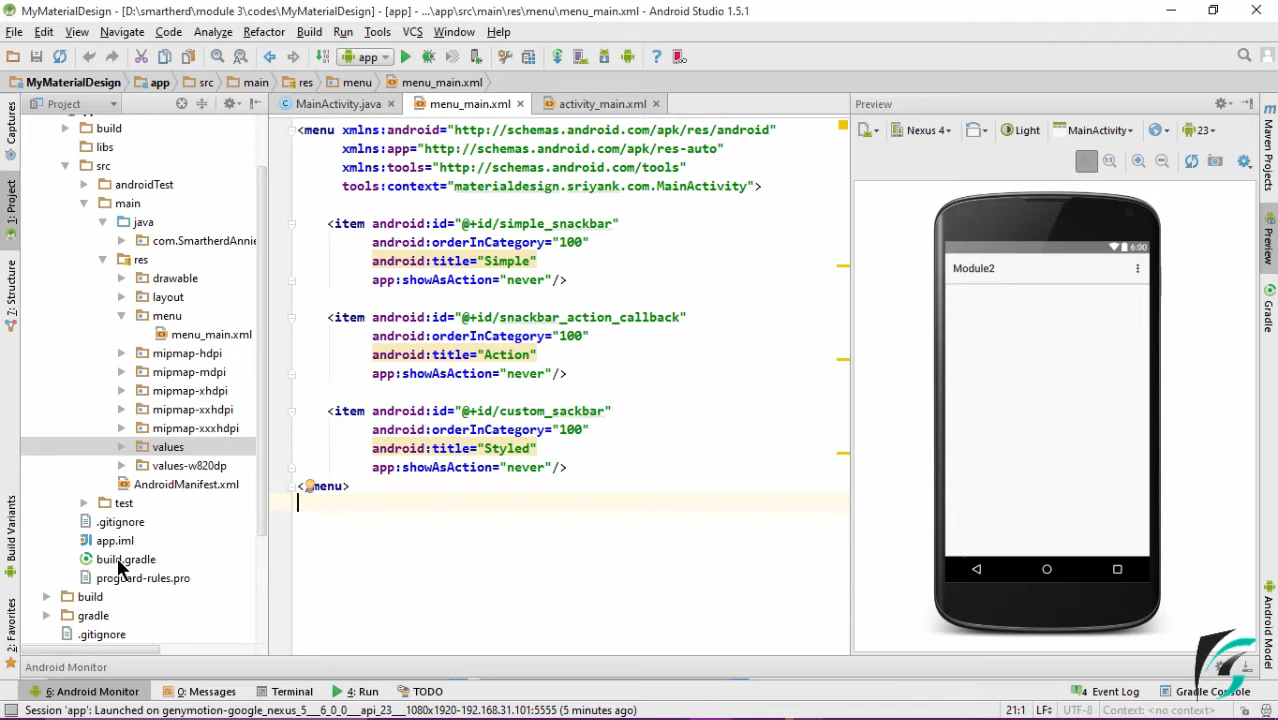 MyMaterialDesign - [D:\smartherd\module 3\codes\MyMaterialDesign] - [app] - ...\app\src\main\res\menu\menu_main.xml - Android Studio 1.5.1
File Edit View Navigate Code Analyze Refactor Build Run Tools VCS Window Help
app
MyMaterialDesign app src main res menu menu_main.xml
Project
MainActivity.java menu_main.xml activity_main.xml
Preview
Captures
1: Project
7: Structure
Build Variants
2: Favorites
build
libs
src
androidTest
main
java
com.SmartherdAnnie
res
drawable
layout
menu
menu_main.xml
mipmap-hdpi
mipmap-mdpi
mipmap-xhdpi
mipmap-xxhdpi
mipmap-xxxhdpi
values
values-w820dp
AndroidManifest.xml
test
.gitignore
app.iml
build.gradle
proguard-rules.pro
build
gradle
.gitignore
<menu xmlns:android="http://schemas.android.com/apk/res/android"
xmlns:app="http://schemas.android.com/apk/res-auto"
xmlns:tools="http://schemas.android.com/tools"
tools:context="materialdesign.sriyank.com.MainActivity">
<item android:id="@+id/simple_snackbar"
android:orderInCategory="100"
android:title="Simple"
app:showAsAction="never"/>
<item android:id="@+id/snackbar_action_callback"
android:orderInCategory="100"
android:title="Action"
app:showAsAction="never"/>
<item android:id="@+id/custom_sackbar"
android:orderInCategory="100"
android:title="Styled"
app:showAsAction="never"/>
</menu>
Nexus 4 Light MainActivity 23
6:00
Module2
Maven Projects
Preview
Gradle
Android Model
Android Monitor
6: Android Monitor 0: Messages Terminal 4: Run TODO 4 Event Log Gradle Console
Session 'app': Launched on genymotion-google_nexus_5___6_0_0___api_23___1080x1920-192.168.31.101:5555 (5 minutes ago) 21:1 LF UTF-8 Context: <no context>